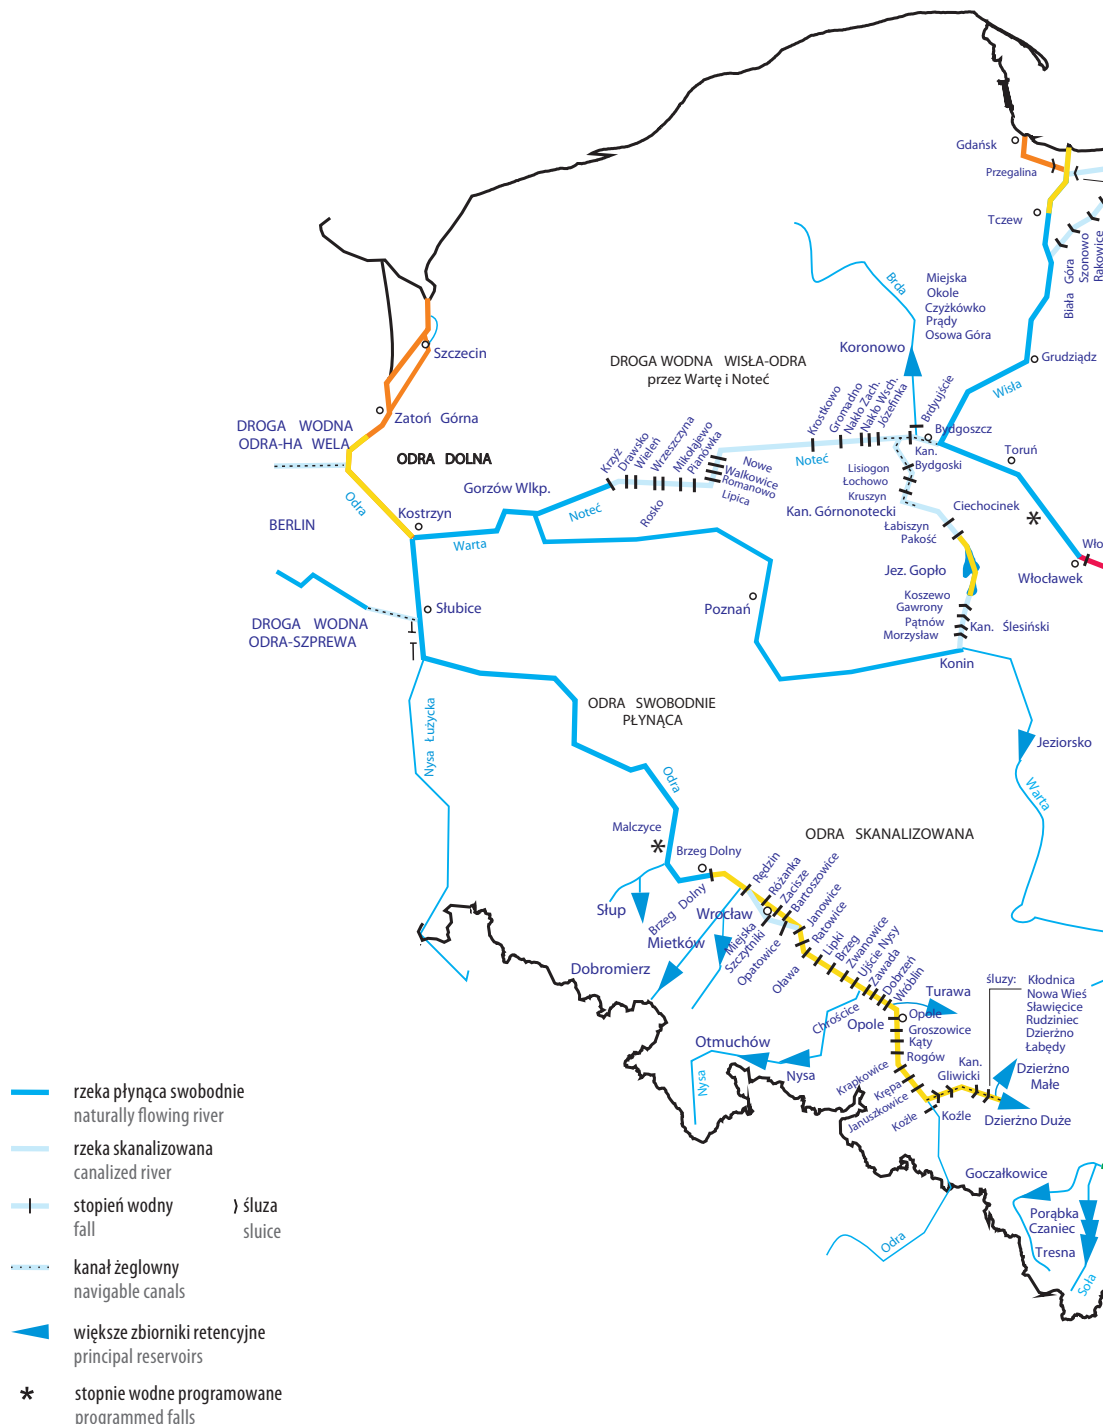 Gdańsk
Przegalina
Tczew
Biała Góra
Szonowo
Rakowice
Brda
Miejska
Okole
Czyżkówko
Prądy
Osowa Góra
Koronowo
Grudziądz
Wisła
Szczecin
Zatoń Górna
DROGA WODNA
ODRA-HA WELA
ODRA DOLNA
Odra
BERLIN
Kostrzyn
Gorzów Wlkp.
Warta
Noteć
DROGA WODNA WISŁA-ODRA
przez Wartę i Noteć
Krzyż
Drawsko
Wieleń
Wrzeszczyna
Mikołajewo
Pianówka
Rosko
Nowe
Walkowice
Romanowo
Lipica
Noteć
Krostkowo
Gromadno
Nakło Zach.
Nakło Wsch.
Józefinka
Brdyujście
Bydgoszcz
Kan.
Bydgoski
Toruń
Lisiogon
Łochowo
Kruszyn
Kan. Górnonotecki
Ciechocinek
Łabiszyn
Pakość
Wło
Włocławek
Jez. Gopło
Koszewo
Gawrony
Pątnów
Morzysław
Kan. Ślesiński
Konin
Poznań
Słubice
DROGA WODNA
ODRA-SZPREWA
Nysa Łużycka
ODRA SWOBODNIE
PŁYNĄCA
Jeziorsko
Warta
Odra
Malczyce
ODRA SKANALIZOWANA
Brzeg Dolny
Brzeg Dolny
Słup
Rędzin
Różanka
Zacisze
Bartoszowice
Janowice
Ratowice
Lipki
Brzeg
Zwanowice
Ujście Nysy
Zawada
Dobrzeń
Wróblin
Wrocław
Mietków
Dobromierz
Miejska
Szczytniki
Opatowice
Oława
Chrościce
Turawa
Opole
Opole
Groszowice
Kąty
Rogów
Otmuchów
Nysa
Nysa
Krapkowice
Krępa
Januszkowice
Koźle
Koźle
Kan.
Gliwicki
śluzy:
Kłodnica
Nowa Wieś
Sławięcice
Rudziniec
Dzierżno
Łabędy
Dzierżno
Małe
Dzierżno Duże
Goczałkowice
Porąbka
Czaniec
Tresna
Soła
Odra
rzeka płynąca swobodnie
naturally flowing river
rzeka skanalizowana
canalized river
stopień wodny
fall
śluza
sluice
kanał żeglowny
navigable canals
większe zbiorniki retencyjne
principal reservoirs
stopnie wodne programowane
programmed falls